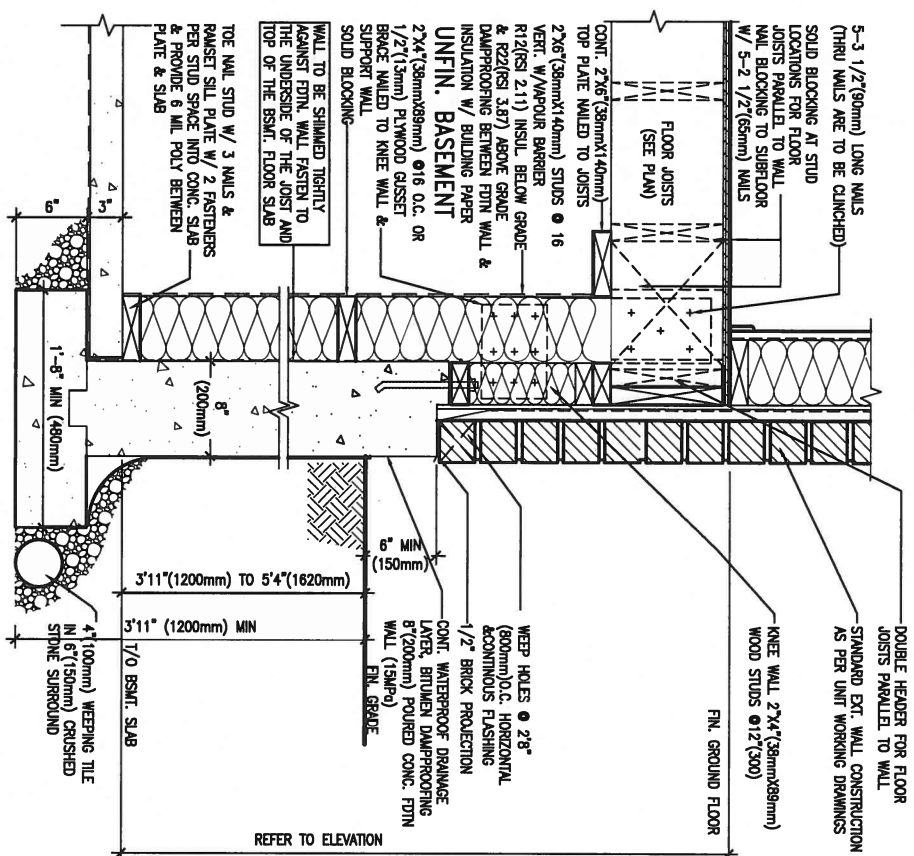 5-3 1/2"(90mm) LONG NAILS
(THRU NAILS ARE TO BE CLINCHED)
SOLID BLOCKING AT STUD
LOCATIONS FOR FLOOR
JOISTS PARALLEL TO WALL
NAIL BLOCKING TO SUBFLOOR
W/ 5-2 1/2"(65mm) NAILS
FLOOR JOISTS
(SEE PLAN)
CONT. 2"X6"(38mmX140mm)
TOP PLATE NAILED TO JOISTS
2"X6"(38mmX140mm) STUDS @ 16
VERT W/VAPOUR BARRIER
R12(RSI 2.11) INSUL BELOW GRADE
& R22(RSI 3.87) ABOVE GRADE
DAMPROOFING BETWEEN FDTN WALL &
INSULATION W/ BUILDING PAPER
UNFIN. BASEMENT
2"X4"(38mmX89mm) @16 O.C. OR
1/2"(13mm) PLYWOOD GUSSET
BRACE NAILED TO KNEE WALL &
SUPPORT WALL
SOLID BLOCKING
WALL TO BE SHIMMED TIGHTLY
AGAINST FDTN. WALL FASTEN TO
THE UNDERSIDE OF THE JOIST AND
TOP OF THE BSMT. FLOOR SLAB
TOE NAIL STUD W/ 3 NAILS &
RAMSET SILL PLATE W/ 2 FASTENERS
PER STUD SPACE INTO CONC. SLAB
& PROVIDE 6 MIL POLY BETWEEN
PLATE & SLAB
6"
3"
8"
(200mm)
1'-8" MIN (480mm)
DOUBLE HEADER FOR FLOOR
JOISTS PARALLEL TO WALL
STANDARD EXT. WALL CONSTRUCTION
AS PER UNIT WORKING DRAWINGS
KNEE WALL 2"X4"(38mmX89mm)
WOOD STUDS @12"(300)
FIN. GROUND FLOOR
WEEP HOLES @ 2'8"
(800mm)O.C. HORIZONTAL
&CONTINOUS FLASHING
1/2" BRICK PROJECTION
CONT. WATERPROOF DRAINAGE
LAYER, BITUMEN DAMPPROOFING
8"(200mm) POURED CONC. FDTN
WALL (15MPa)
6" MIN
(150mm)
FIN. GRADE
3'11"(1200mm) TO 5'4"(1620mm)
3'11" (1200mm) MIN
T/O BSMT. SLAB
4"(100mm) WEEPING TILE
IN 6"(150mm) CRUSHED
STONE SURROUND
REFER TO ELEVATION